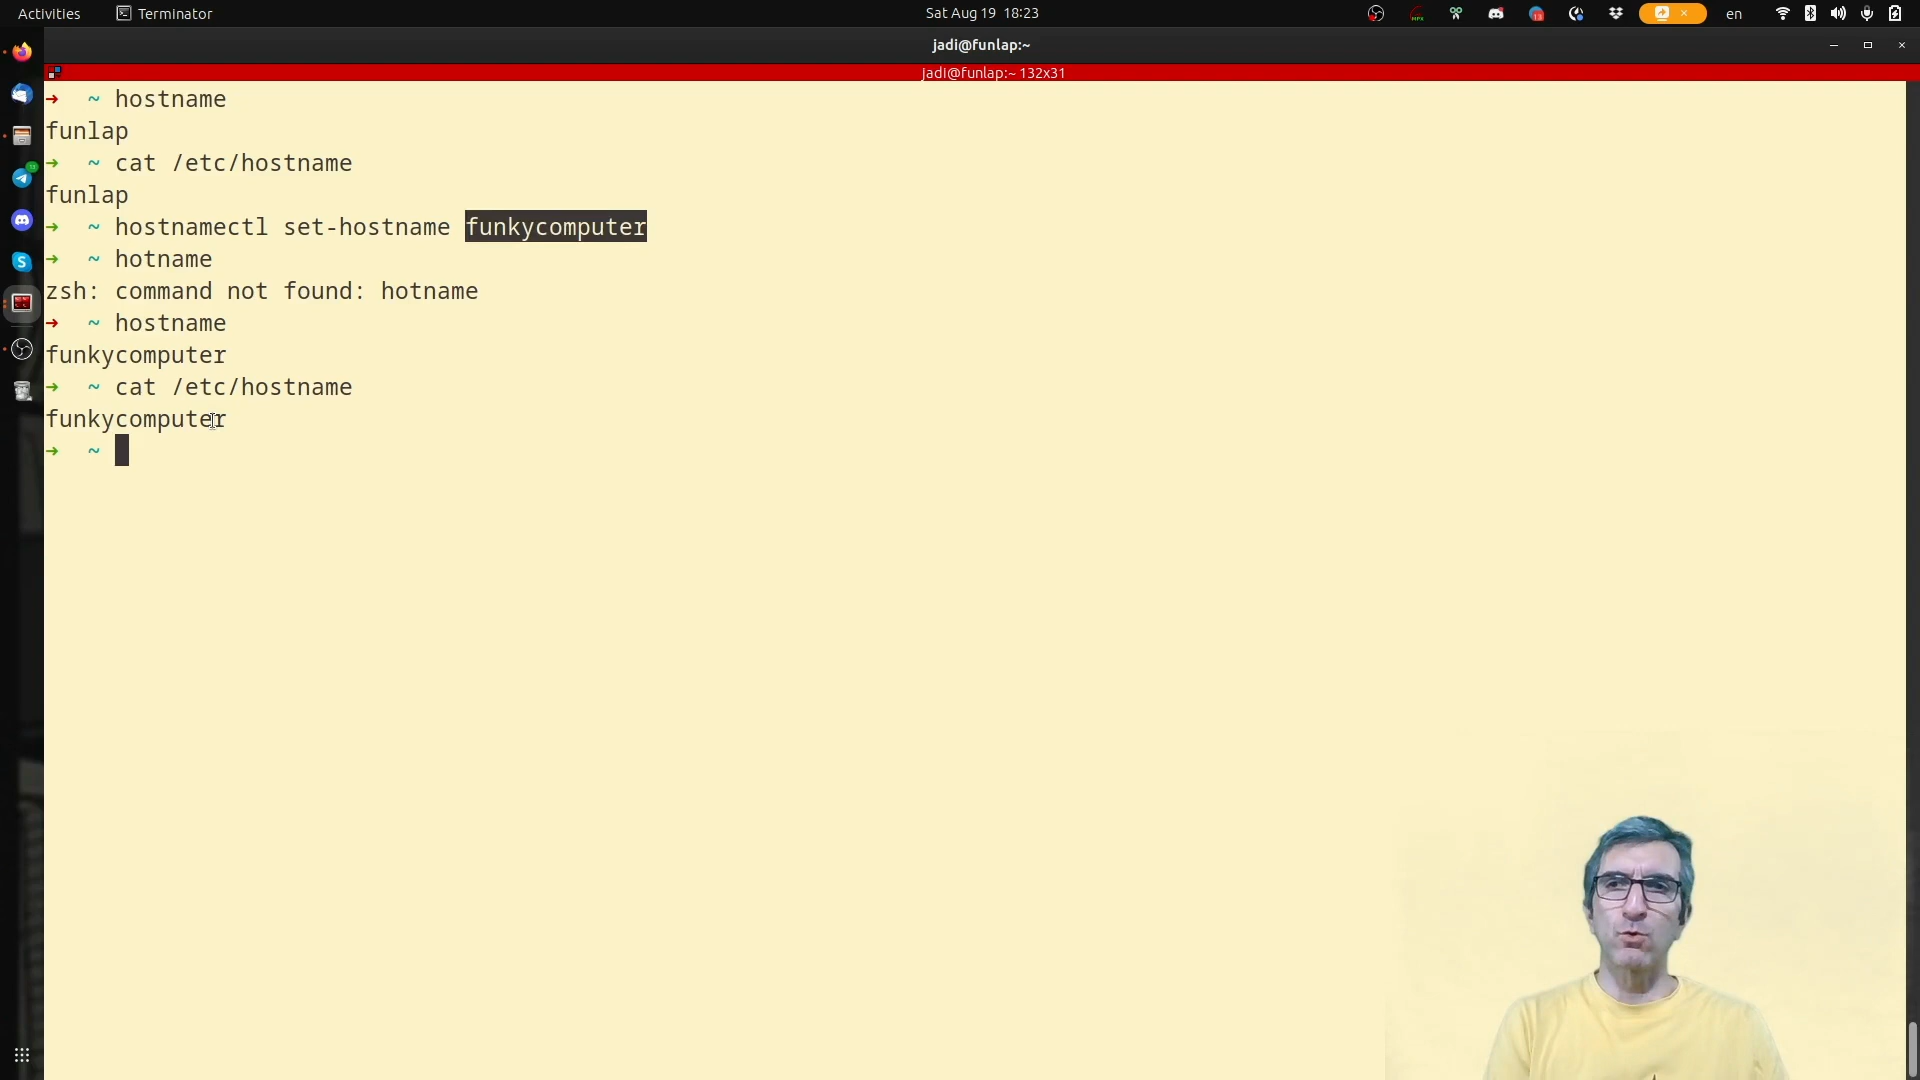 Activities Terminator Sat Aug 19 18:23 en
jadi@funlap:~
jadi@funlap:~ 132x31
➜ ~ hostname
funlap
➜ ~ cat /etc/hostname
funlap
➜ ~ hostnamectl set-hostname funkycomputer
➜ ~ hotname
zsh: command not found: hotname
➜ ~ hostname
funkycomputer
➜ ~ cat /etc/hostname
funkycomputer
➜ ~